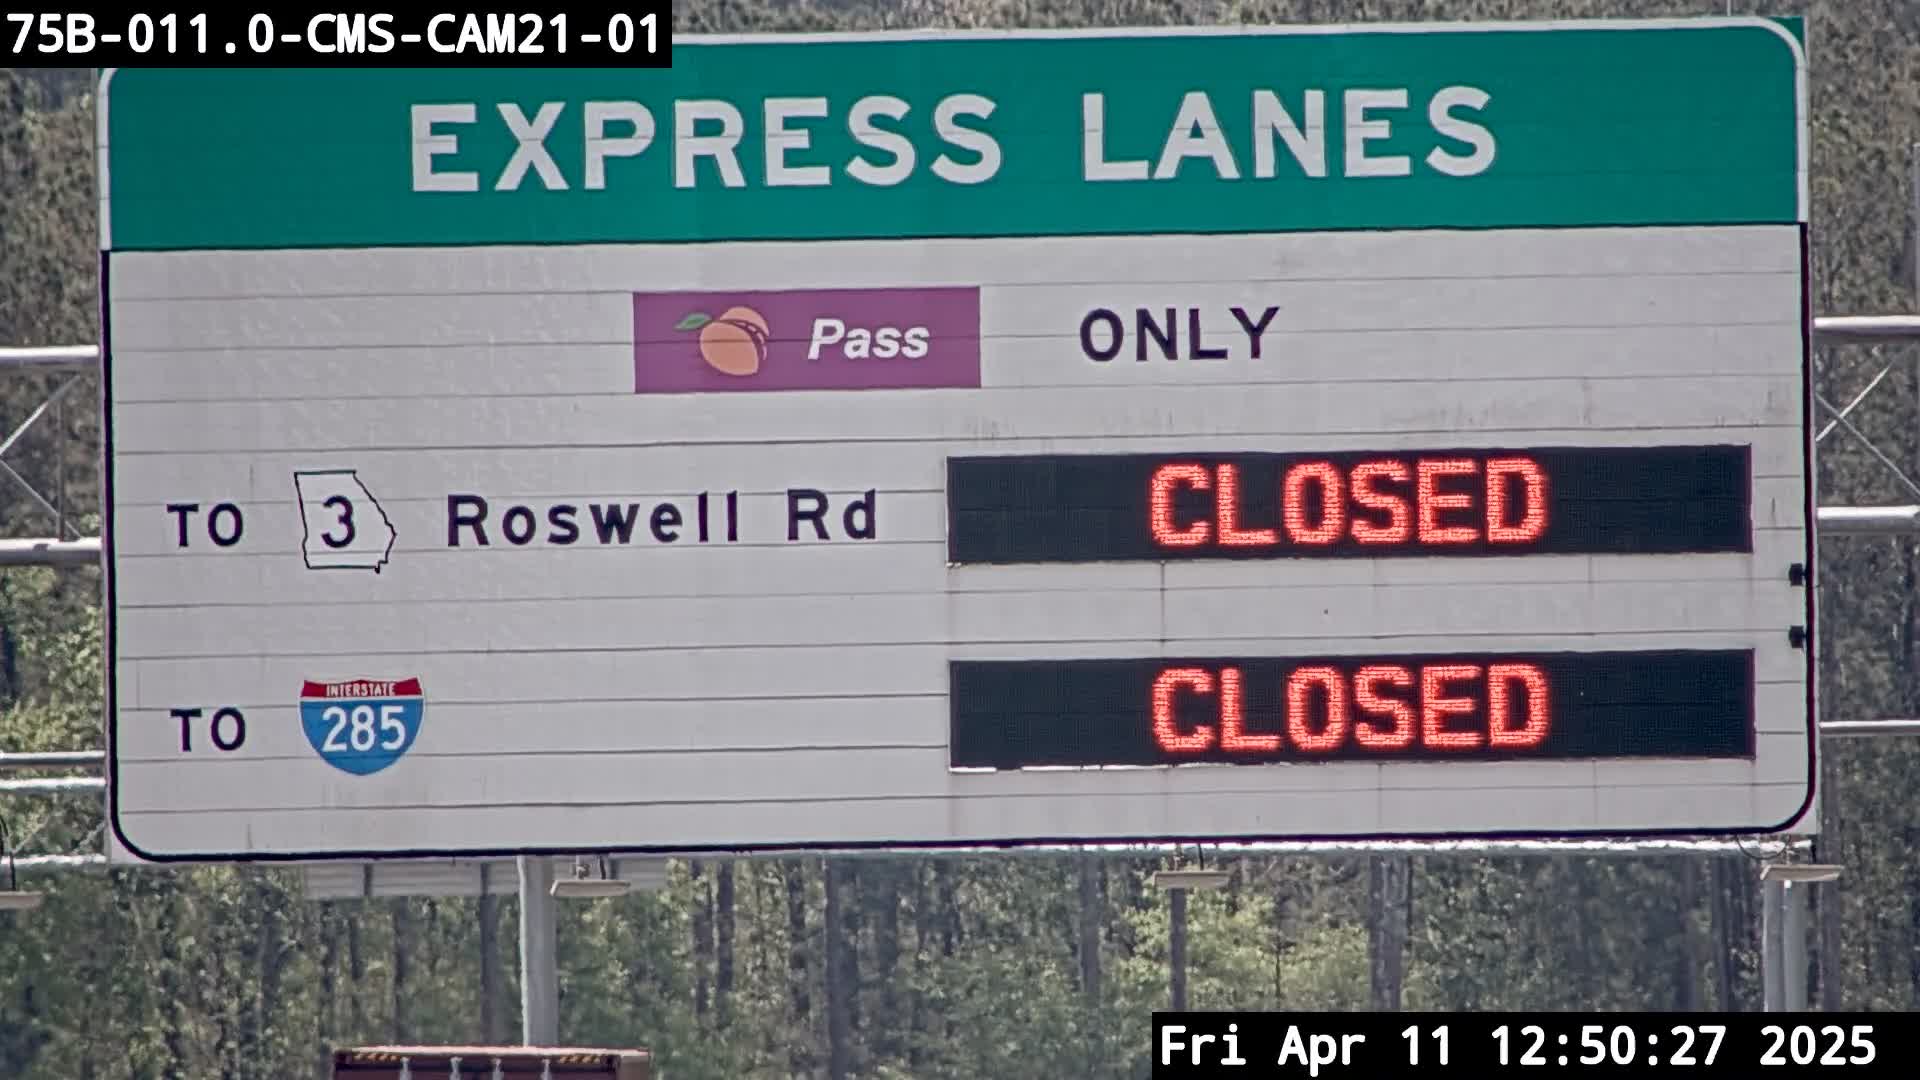 75B-011.0-CMS-CAM21-01
EXPRESS LANES
Pass ONLY
TO 3 Roswell Rd CLOSED
TO INTERSTATE 285 CLOSED
Fri Apr 11 12:50:27 2025